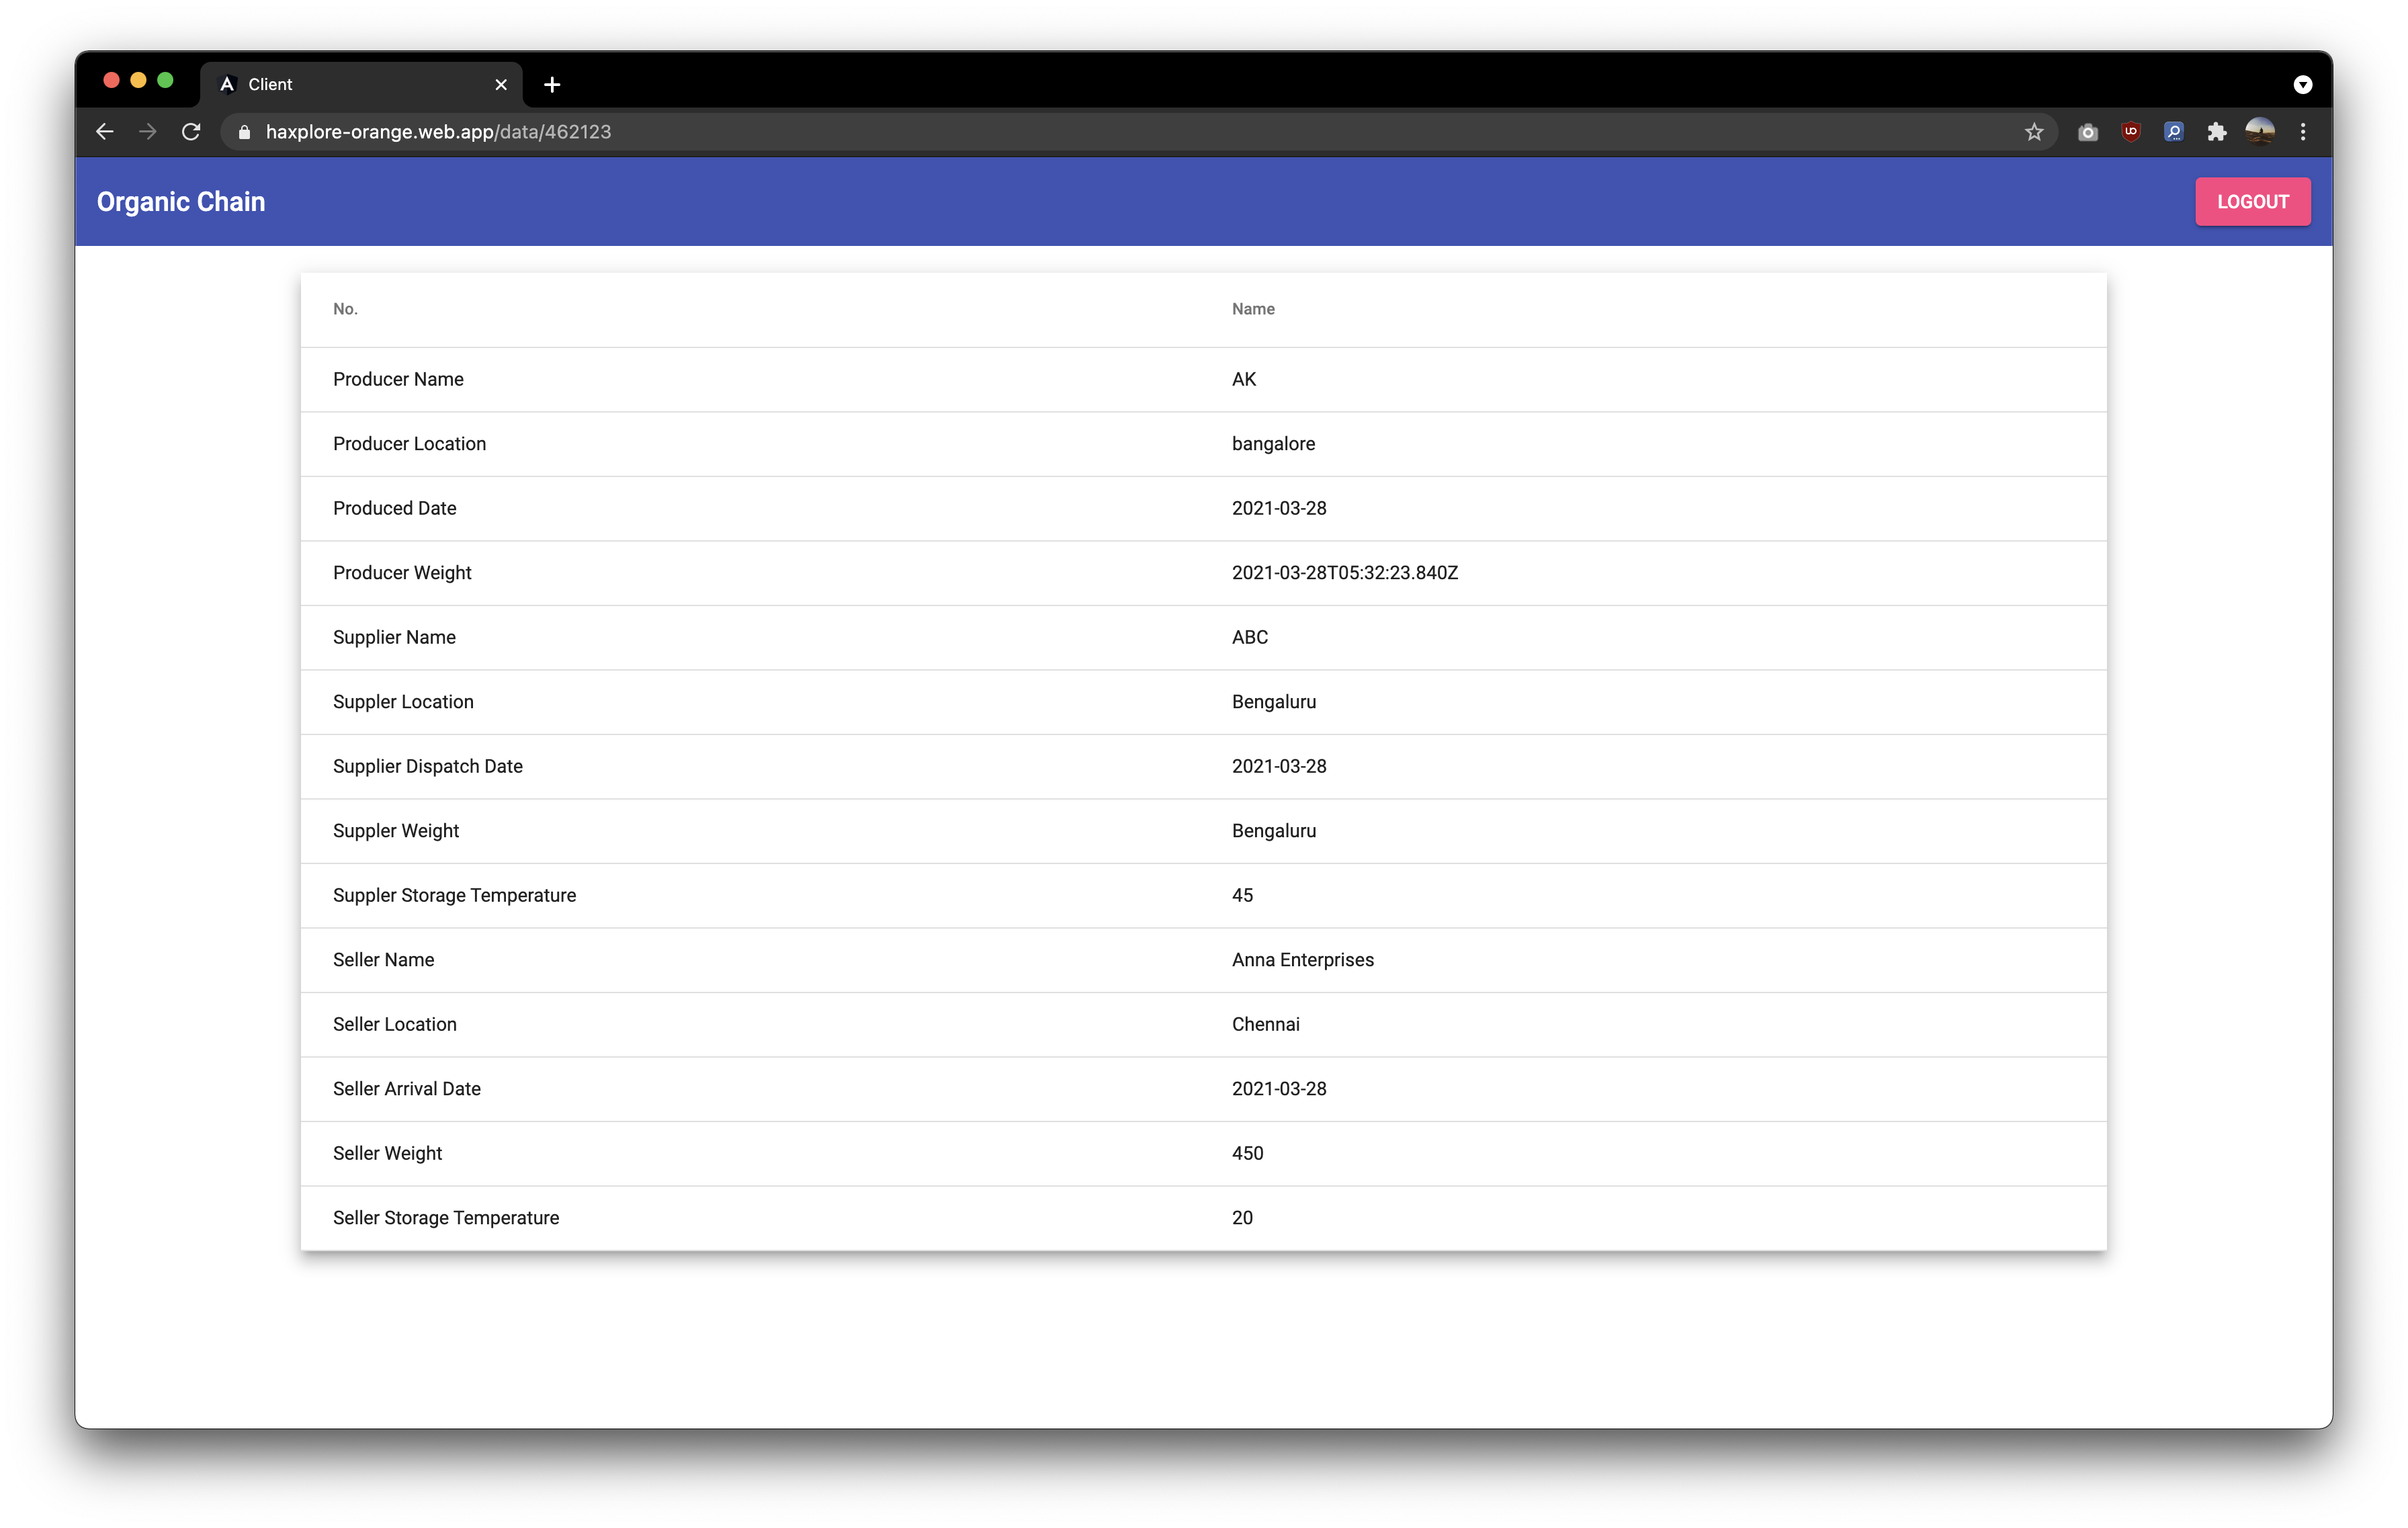 Client
haxplore-orange.web.app/data/462123
Organic Chain
LOGOUT
No. Name
Producer Name AK
Producer Location bangalore
Produced Date 2021-03-28
Producer Weight 2021-03-28T05:32:23.840Z
Supplier Name ABC
Suppler Location Bengaluru
Supplier Dispatch Date 2021-03-28
Suppler Weight Bengaluru
Suppler Storage Temperature 45
Seller Name Anna Enterprises
Seller Location Chennai
Seller Arrival Date 2021-03-28
Seller Weight 450
Seller Storage Temperature 20